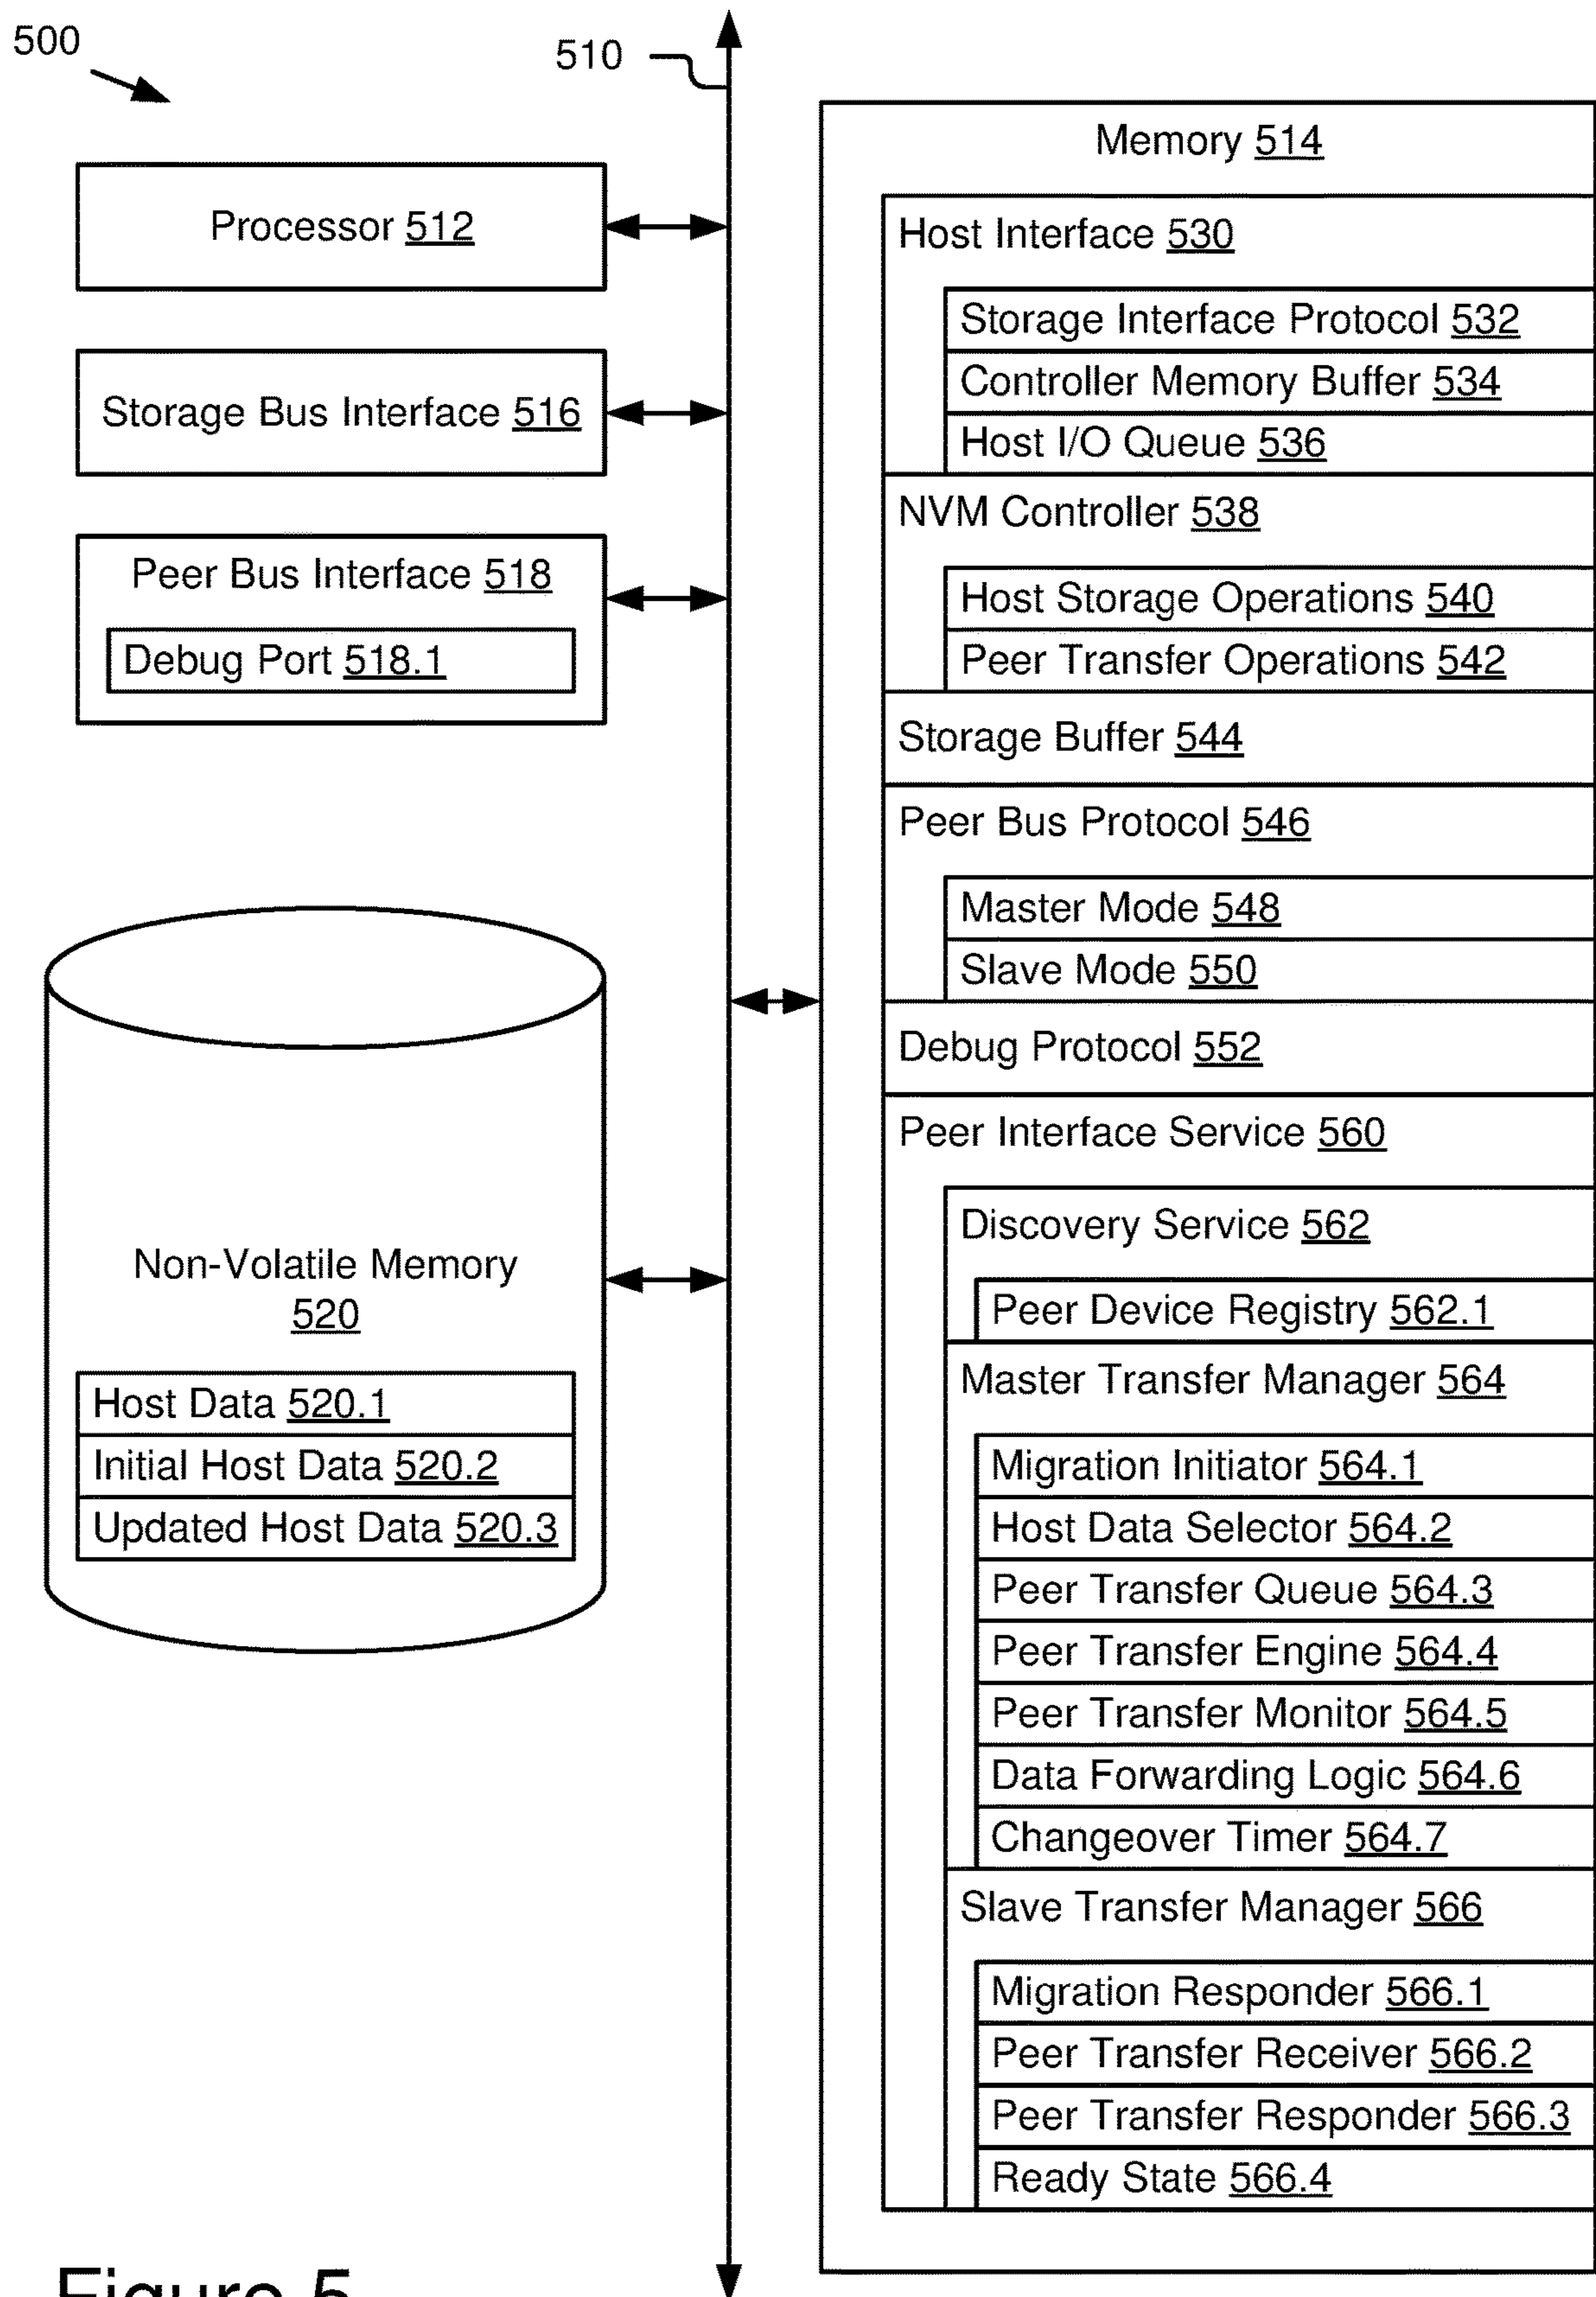 500
510
Processor 512
Storage Bus Interface 516
Peer Bus Interface 518
Debug Port 518.1
Non-Volatile Memory
520
Host Data 520.1
Initial Host Data 520.2
Updated Host Data 520.3
Memory 514
Host Interface 530
Storage Interface Protocol 532
Controller Memory Buffer 534
Host I/O Queue 536
NVM Controller 538
Host Storage Operations 540
Peer Transfer Operations 542
Storage Buffer 544
Peer Bus Protocol 546
Master Mode 548
Slave Mode 550
Debug Protocol 552
Peer Interface Service 560
Discovery Service 562
Peer Device Registry 562.1
Master Transfer Manager 564
Migration Initiator 564.1
Host Data Selector 564.2
Peer Transfer Queue 564.3
Peer Transfer Engine 564.4
Peer Transfer Monitor 564.5
Data Forwarding Logic 564.6
Changeover Timer 564.7
Slave Transfer Manager 566
Migration Responder 566.1
Peer Transfer Receiver 566.2
Peer Transfer Responder 566.3
Ready State 566.4
Figure 5